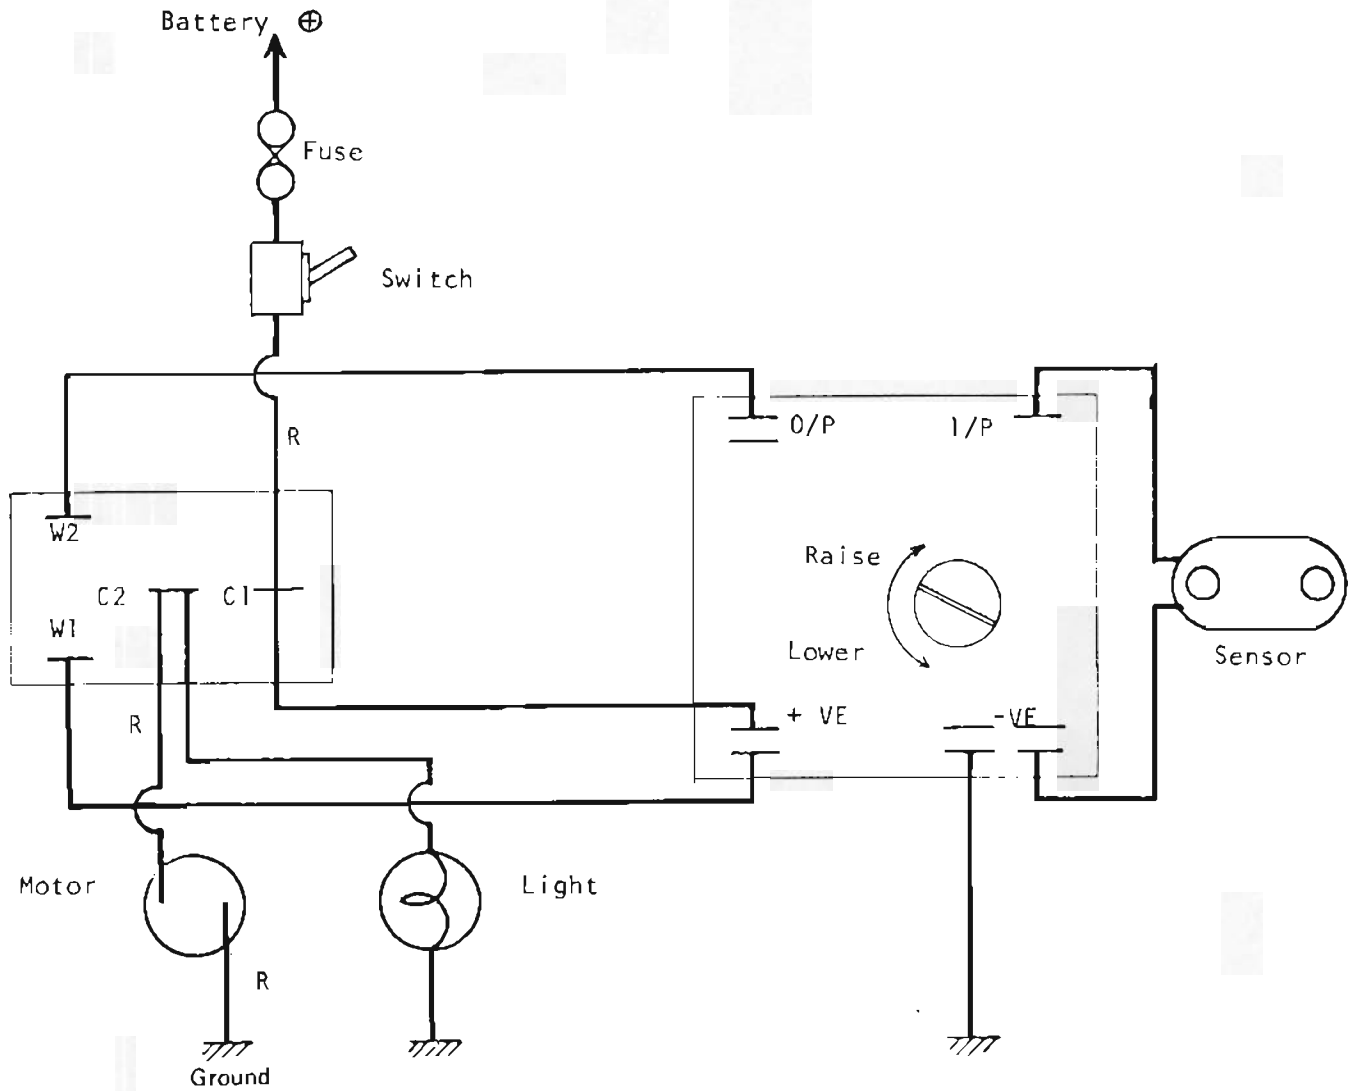 Battery ⊕
Fuse
Switch
R
O/P
I/P
W2
C2
C1
W1
Raise
Lower
Sensor
R
+ VE
-VE
Motor
Light
R
Ground